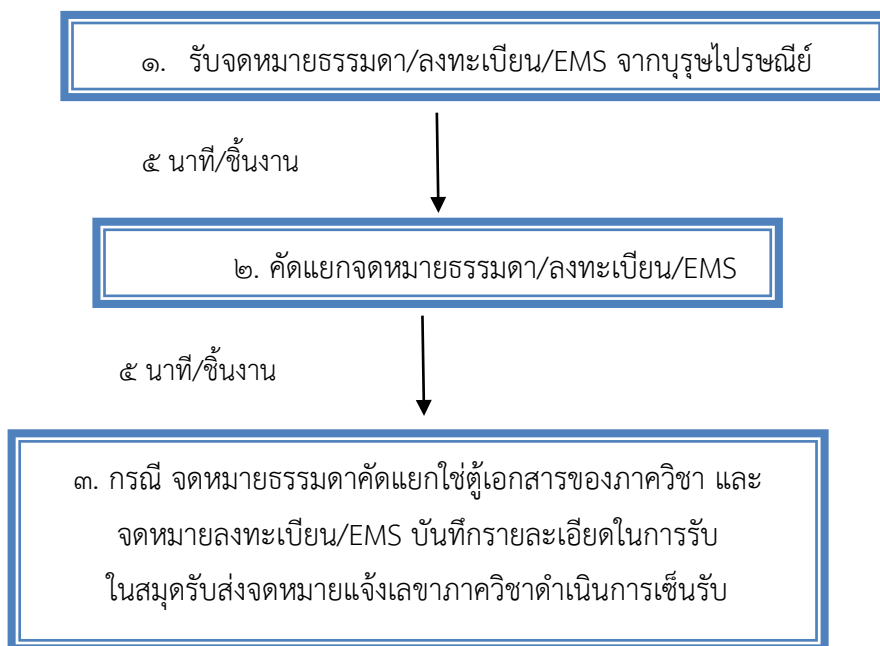 ๑. รับจดหมายธรรมดา/ลงทะเบียน/EMS จากบุรุษไปรษณีย์
๕ นาที/ชิ้นงาน
๒. คัดแยกจดหมายธรรมดา/ลงทะเบียน/EMS
๕ นาที/ชิ้นงาน
๓. กรณี จดหมายธรรมดาคัดแยกใช่ตู้เอกสารของภาควิชา และ
จดหมายลงทะเบียน/EMS บันทึกรายละเอียดในการรับ
ในสมุดรับส่งจดหมายแจ้งเลขาภาควิชาดำเนินการเซ็นรับ